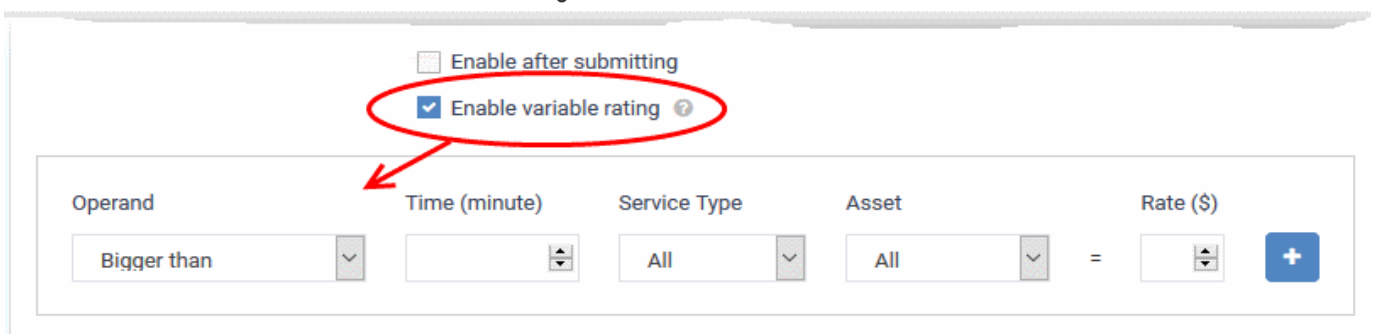 Enable after submitting
Enable variable rating ?
Operand Time (minute) Service Type Asset Rate ($)
Bigger than All All = +